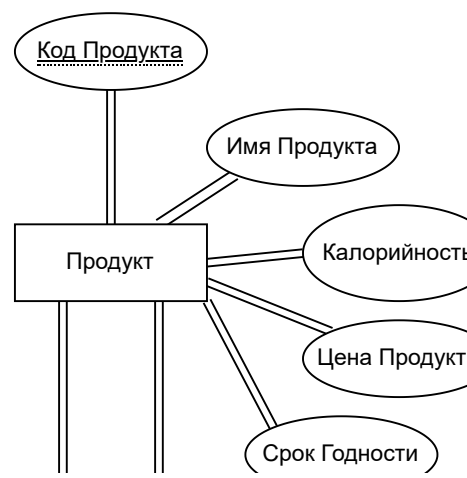 Код Продукта
Имя Продукта
Продукт
Калорийность
Цена Продукт
Срок Годности